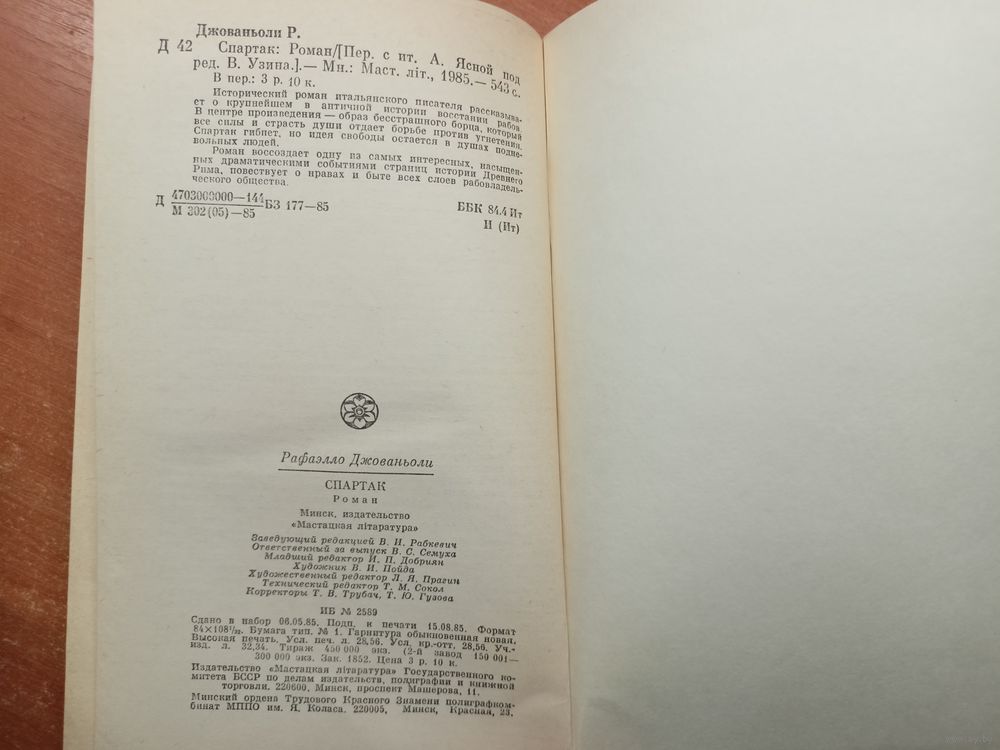 Джованьоли Р.
Д 42 Спартак: Роман/[Пер. с ит. А. Ясной под
ред. В. Узина.].— Мн.: Маст. літ., 1985.— 543 с.
В пер.: 3 р. 10 к.
Исторический роман итальянского писателя рассказыва-
ет о крупнейшем в античной истории восстании рабов.
В центре произведения — образ бесстрашного борца, который
все силы и страсть души отдает борьбе против угнетения.
Спартак гибнет, но идея свободы остается в душах подне-
вольных людей.
Роман воссоздает одну из самых интересных, насыщен-
ных драматическими событиями страниц истории Древнего
Рима, повествует о нравах и быте всех слоев рабовладель-
ческого общества.
Д 4703000000—144 БЗ 177—85 ББК 84.4 Ит
М 302(05)—85 И (Ит)
Рафаэлло Джованьоли
СПАРТАК
Роман
Минск, издательство
«Мастацкая літаратура»
Заведующий редакцией В. И. Рабкевич
Ответственный за выпуск В. С. Семуха
Младший редактор И. П. Добриян
Художник В. И. Пойда
Художественный редактор Л. Я. Прагин
Технический редактор Т. М. Сокол
Корректоры Т. В. Трубач, Т. Ю. Гузова
ИБ № 2589
Сдано в набор 06.05.85. Подп. к печати 15.08.85. Формат
84×108¹/₃₂. Бумага тип. № 1. Гарнитура обыкновенная новая.
Высокая печать. Усл. печ. л. 28,56. Усл. кр.-отт. 28,56. Уч.-
изд. л. 32,34. Тираж 450 000 экз. (2-й завод 150 001—
300 000 экз. Зак. 1852. Цена 3 р. 10 к.
Издательство «Мастацкая літаратура» Государственного ко-
митета БССР по делам издательств, полиграфии и книжной
торговли. 220600, Минск, проспект Машерова, 11.
Минский ордена Трудового Красного Знамени полиграфком-
бинат МППО им. Я. Коласа. 220005, Минск, Красная, 23.